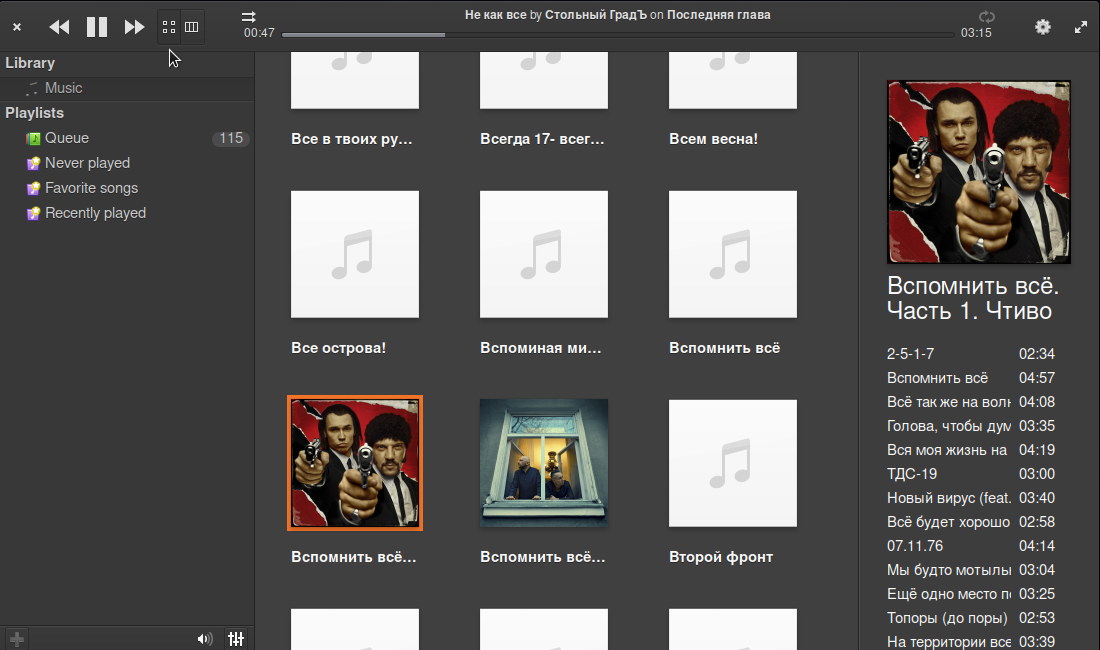 Не как все by Стольный ГрадЪ on Последняя глава
00:47
03:15
Library
Music
Playlists
Queue 115
Never played
Favorite songs
Recently played
Все в твоих ру...
Всегда 17- всег...
Всем весна!
Все острова!
Вспоминая ми...
Вспомнить всё
Вспомнить всё...
Вспомнить всё...
Второй фронт
Вспомнить всё.
Часть 1. Чтиво
2-5-1-7 02:34
Вспомнить всё 04:57
Всё так же на волн 04:08
Голова, чтобы дум 03:35
Вся моя жизнь на 04:19
ТДС-19 03:00
Новый вирус (feat. 03:40
Всё будет хорошо 02:58
07.11.76 04:14
Мы будто мотылы 03:04
Ещё одно место п 03:25
Топоры (до поры) 02:53
На территории все 03:39